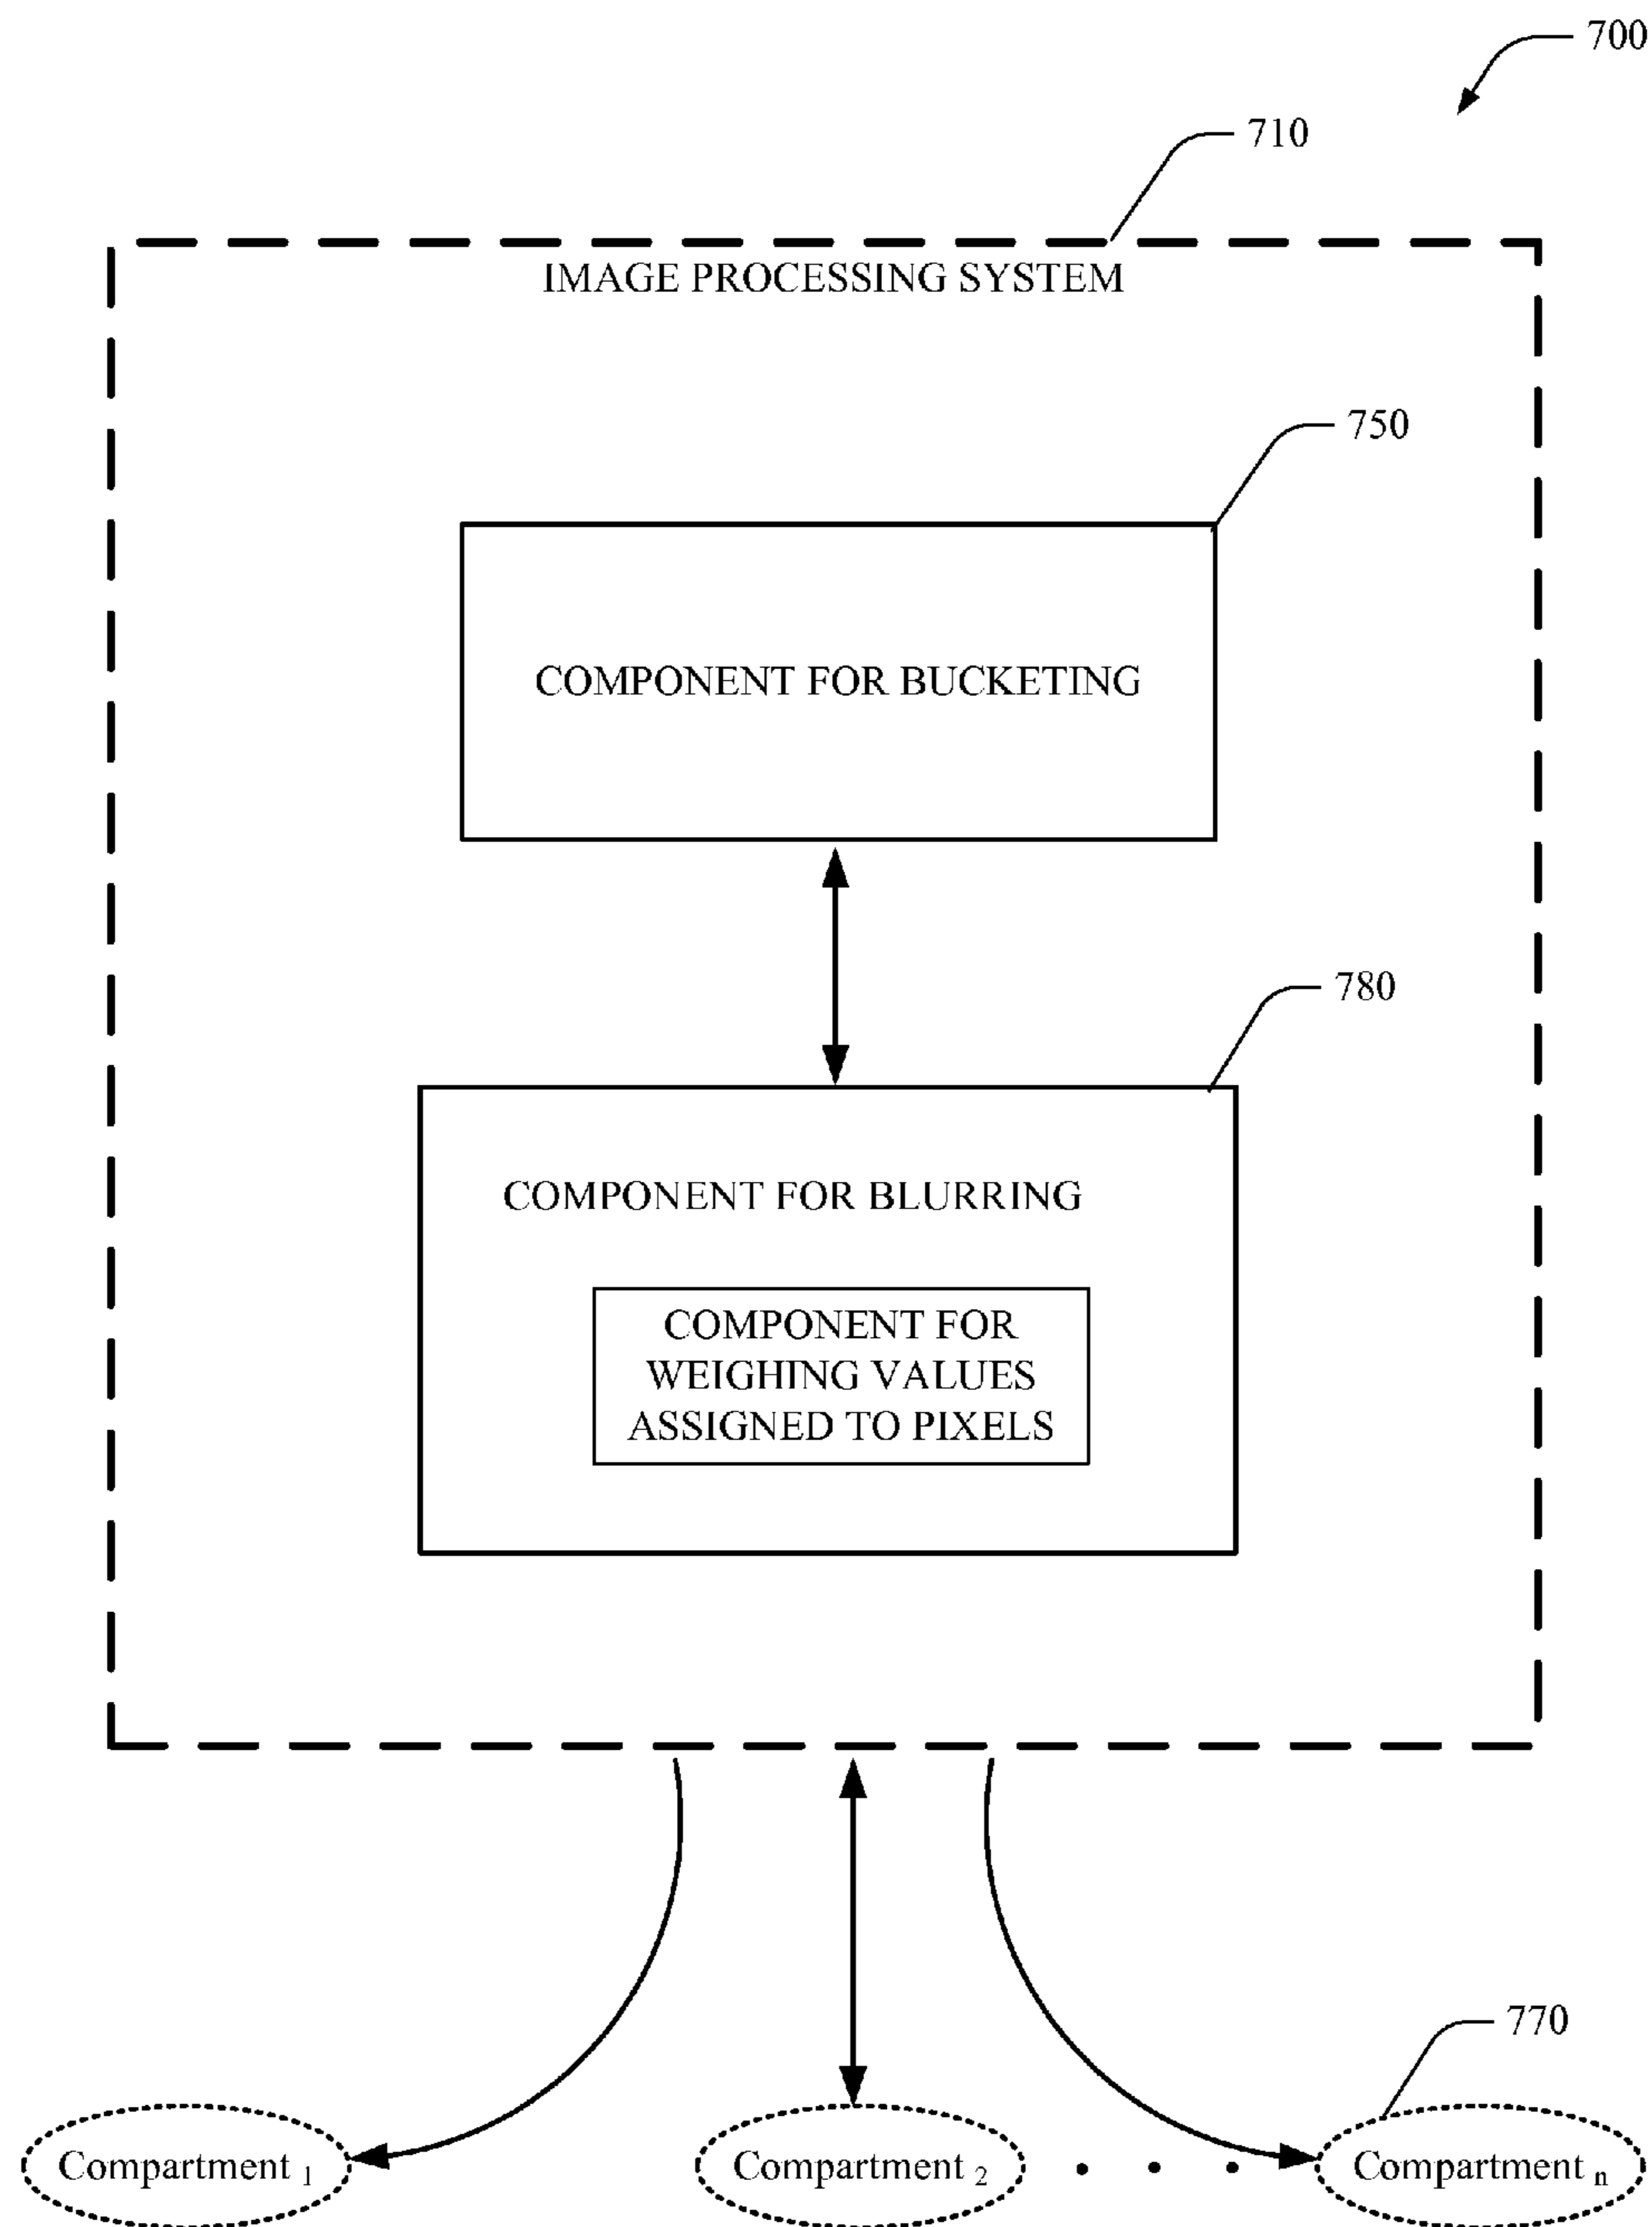 700
710
IMAGE PROCESSING SYSTEM
750
COMPONENT FOR BUCKETING
780
COMPONENT FOR BLURRING
COMPONENT FOR
WEIGHING VALUES
ASSIGNED TO PIXELS
770
Compartment 1
Compartment 2
• • •
Compartment n